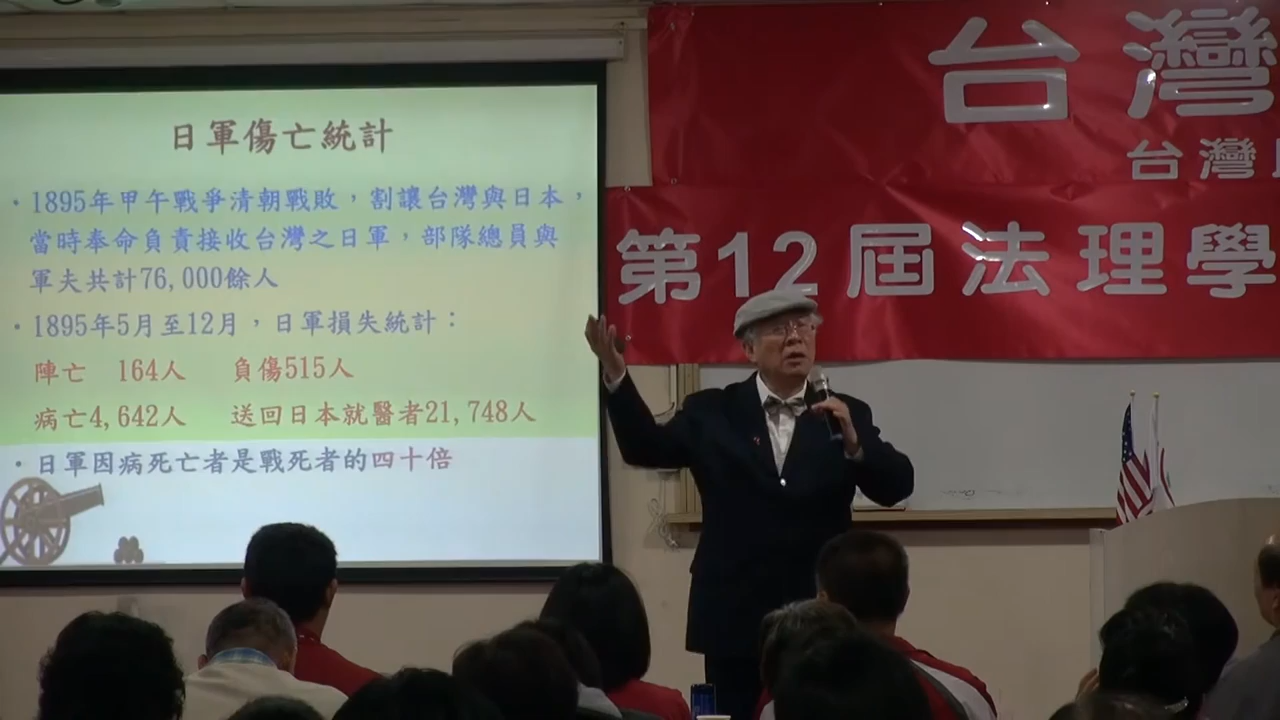 日軍傷亡統計
・1895年甲午戰爭清朝戰敗，割讓台灣與日本，
當時奉命負責接收台灣之日軍，部隊總員與
軍夫共計76,000餘人
・1895年5月至12月，日軍損失統計：
陣亡 164人 負傷515人
病亡4,642人 送回日本就醫者21,748人
・日軍因病死亡者是戰死者的四十倍
台灣
台灣
第12屆法理學